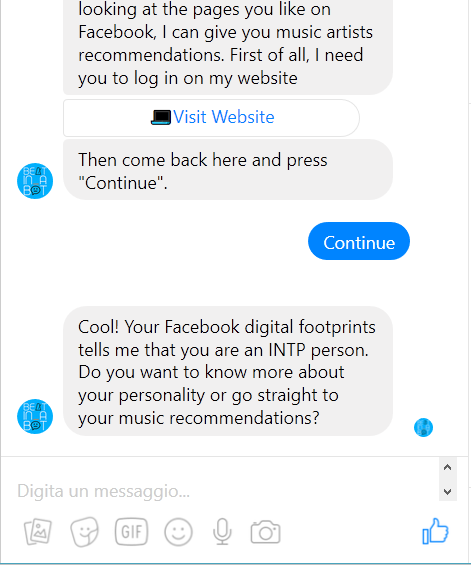 looking at the pages you like on
Facebook, I can give you music artists
recommendations. First of all, I need
you to log in on my website
Visit Website
Then come back here and press
"Continue".
BEAT
IN A
BOT
Continue
Cool! Your Facebook digital footprints
tells me that you are an INTP person.
Do you want to know more about
your personality or go straight to
your music recommendations?
BEAT
IN A
BOT
Digita un messaggio...
GIF